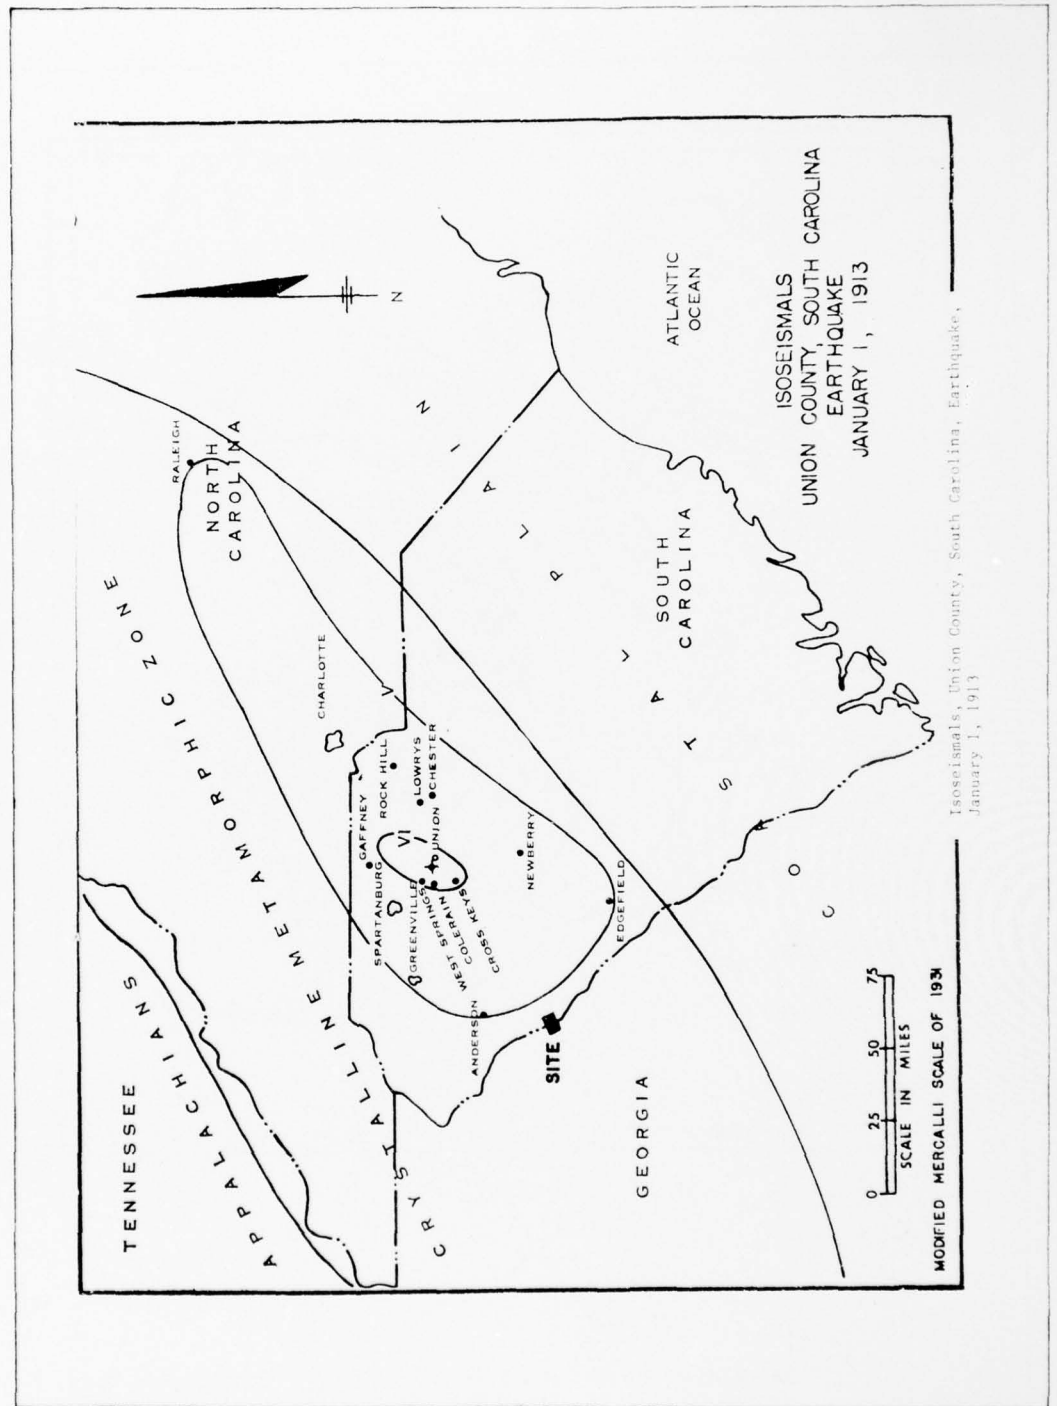 TENNESSEE
APPALACHIANS
CRYSTALLINE METAMORPHIC ZONE
NORTH
CAROLINA
RALEIGH
CHARLOTTE
GAFFNEY
ROCK HILL
LOWRYS
CHESTER
VI
V
UNION
SPARTANBURG
GREENVILLE
WEST SPRINGS
COLERAIN
CROSS KEYS
NEWBERRY
ANDERSON
EDGEFIELD
SITE
GEORGIA
SOUTH
CAROLINA
COASTAL PLAIN
ATLANTIC
OCEAN
N
ISOSEISMALS
UNION COUNTY, SOUTH CAROLINA
EARTHQUAKE
JANUARY 1, 1913
0 25 50 75
SCALE IN MILES
MODIFIED MERCALLI SCALE OF 1931
Isoseismals, Union County, South Carolina, Earthquake,
January 1, 1913